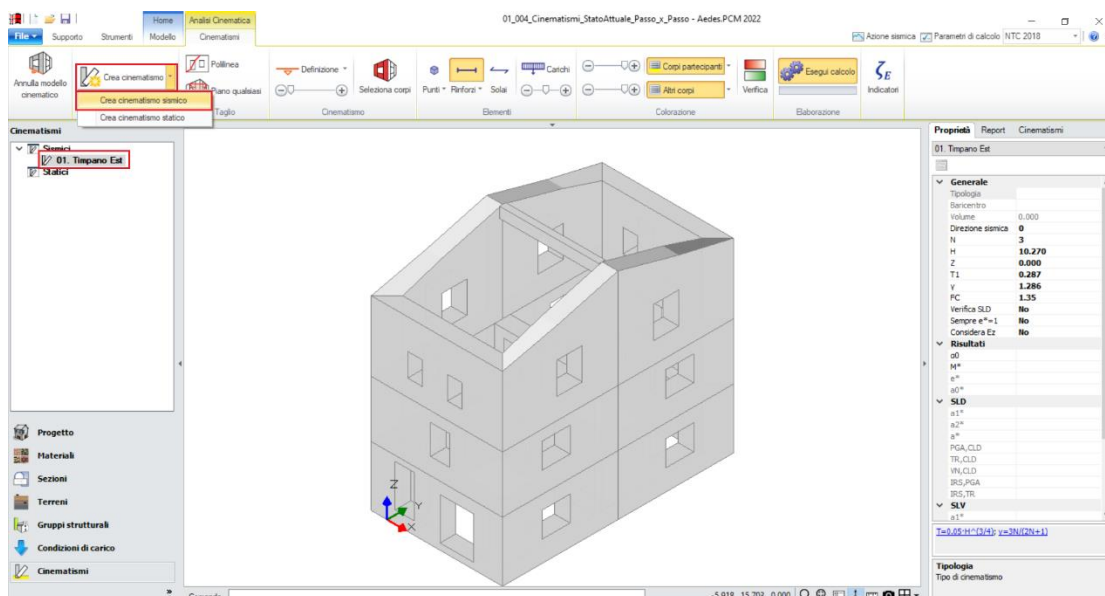 01_004_Cinematismi_StatoAttuale_Passo_x_Passo - Aedes.PCM 2022
Home
Analisi Cinematica
File
Supporto
Strumenti
Modello
Cinematismi
Azione sismica
Parametri di calcolo
NTC 2018
Annulla modello
cinematico
Crea cinematismo
Crea cinematismo sismico
Crea cinematismo statico
Polilinea
Piano qualsiasi
Taglio
Definizione
Seleziona corpi
Cinematismo
Punti
Rinforzi
Solai
Carichi
Elementi
Corpi partecipanti
Altri corpi
Colorazione
Verifica
Esegui calcolo
Elaborazione
ζE
Indicatori
Cinematismi
Sismici
01. Timpano Est
Statici
Progetto
Materiali
Sezioni
Terreni
Gruppi strutturali
Condizioni di carico
Cinematismi
»
Z
Y
X
Comando
-5.918 15.703 0.000
Proprietà Report Cinematismi
01. Timpano Est
Generale
Tipologia
Baricentro
Volume 0.000
Direzione sismica 0
N 3
H 10.270
Z 0.000
T1 0.287
γ 1.286
FC 1.35
Verifica SLD No
Sempre e*=1 No
Considera Ez No
Risultati
α0
M*
e*
a0*
SLD
a1*
a2*
a*
PGA,CLD
TR,CLD
VN,CLD
IRS,PGA
IRS,TR
SLV
a1*
T=0.05·H^(3/4); γ=3N/(2N+1)
Tipologia
Tipo di cinematismo